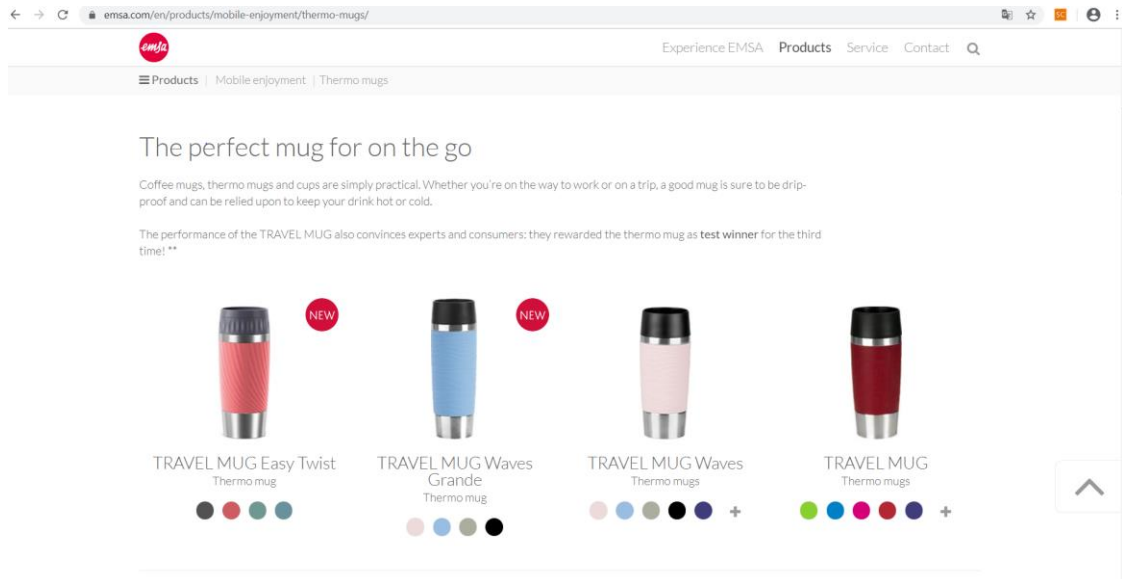 emsa.com/en/products/mobile-enjoyment/thermo-mugs/
SC
emsa
Experience EMSA Products Service Contact
Products | Mobile enjoyment | Thermo mugs
The perfect mug for on the go
Coffee mugs, thermo mugs and cups are simply practical. Whether you're on the way to work or on a trip, a good mug is sure to be drip-
proof and can be relied upon to keep your drink hot or cold.
The performance of the TRAVEL MUG also convinces experts and consumers: they rewarded the thermo mug as test winner for the third
time! **
NEW
NEW
TRAVEL MUG Easy Twist
Thermo mug
TRAVEL MUG Waves
Grande
Thermo mug
TRAVEL MUG Waves
Thermo mugs
+
TRAVEL MUG
Thermo mugs
+